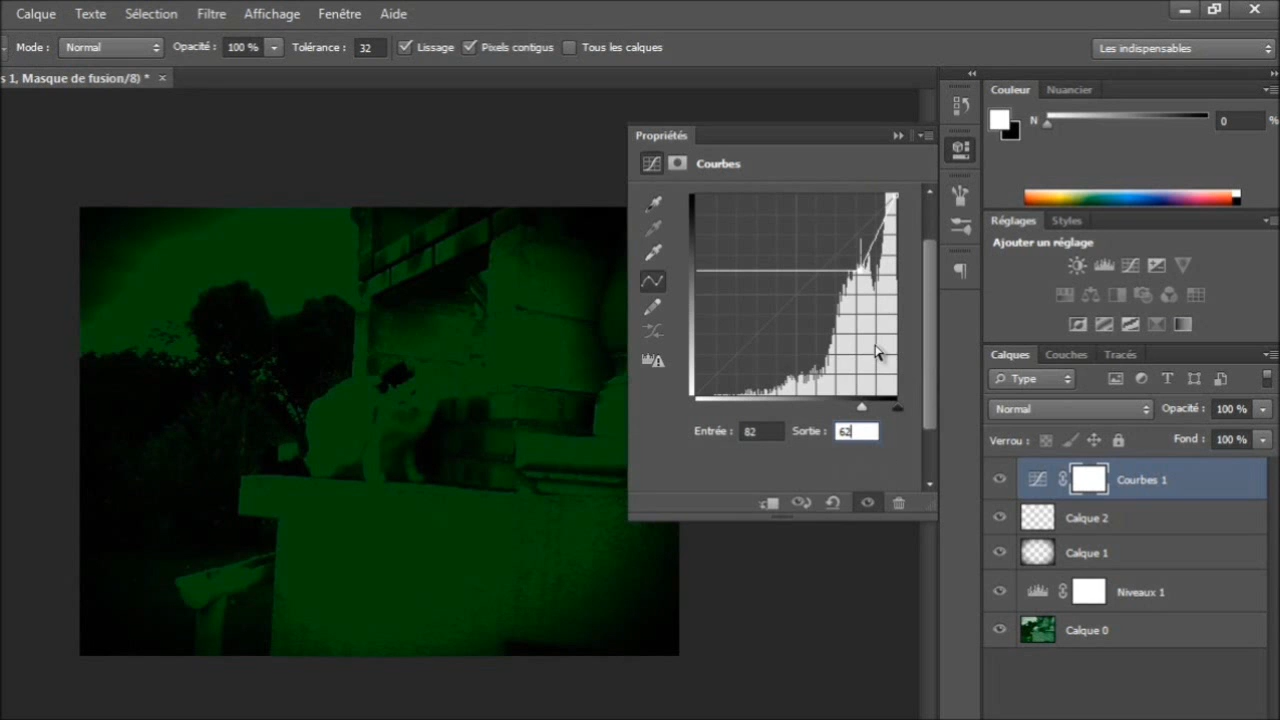 Calque Texte Sélection Filtre Affichage Fenêtre Aide
Mode : Normal Opacité : 100 % Tolérance : 32 Lissage Pixels contigus Tous les calques Les indispensables
s 1, Masque de fusion/8) * ×
Couleur Nuancier
N 0 %
Propriétés
Courbes
Entrée : 82 Sortie : 62
Réglages Styles
Ajouter un réglage
Calques Couches Tracés
Type
Normal Opacité : 100 %
Verrou : Fond : 100 %
Courbes 1
Calque 2
Calque 1
Niveaux 1
Calque 0